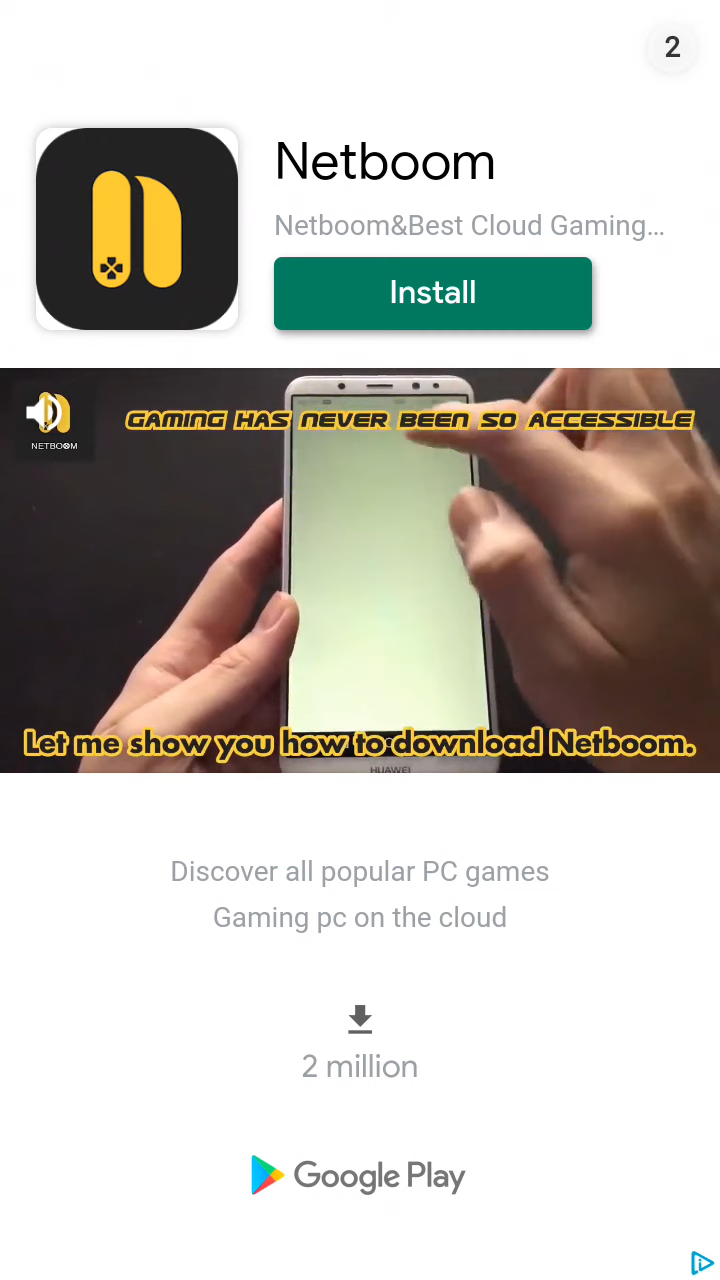 2
Netboom
Netboom&Best Cloud Gaming...
Install
NETBOOM
GAMING HAS NEVER BEEN SO ACCESSIBLE
Let me show you how to download Netboom.
HUAWEI
Discover all popular PC games
Gaming pc on the cloud
2 million
Google Play